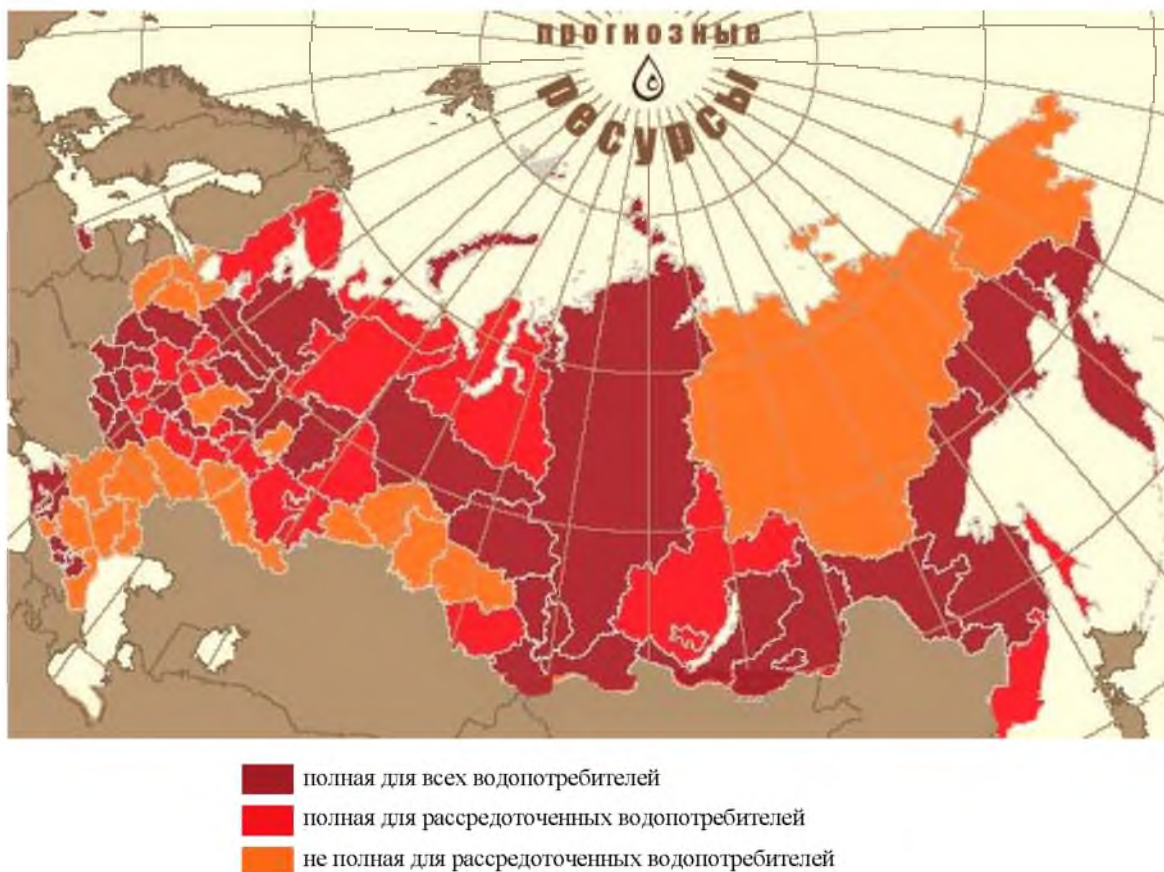 прогнозные
ресурсы
полная для всех водопотребителей
полная для рассредоточенных водопотребителей
не полная для рассредоточенных водопотребителей